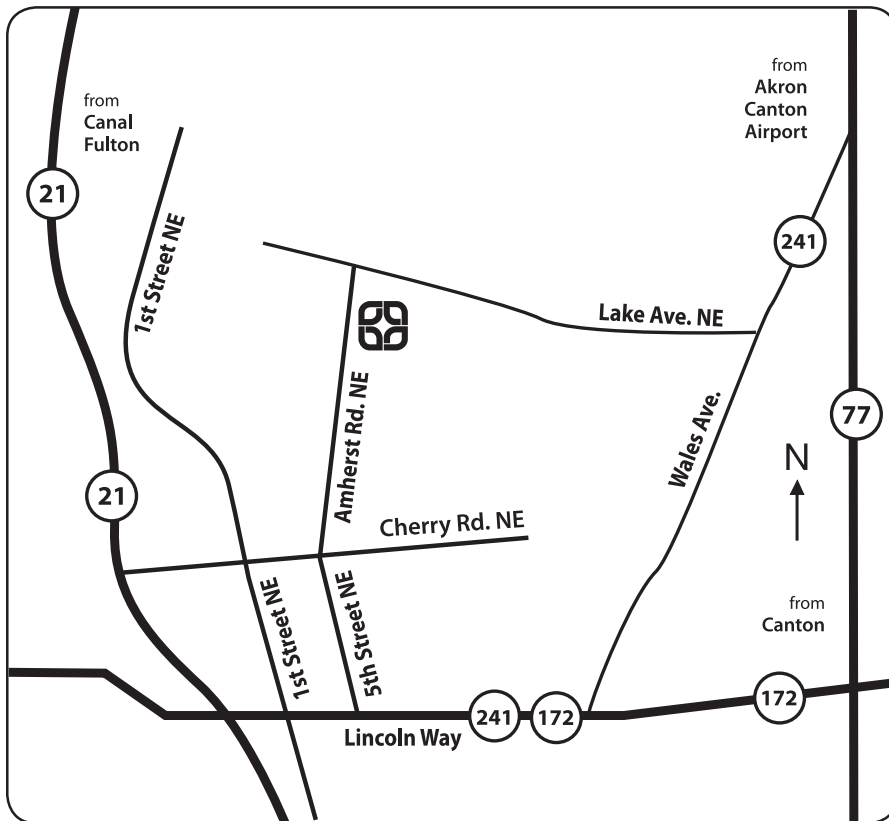 from
Canal
Fulton
from
Akron
Canton
Airport
21
241
1st Street NE
Lake Ave. NE
Amherst Rd. NE
Wales Ave.
77
N
21
Cherry Rd. NE
1st Street NE
5th Street NE
from
Canton
241
172
172
Lincoln Way